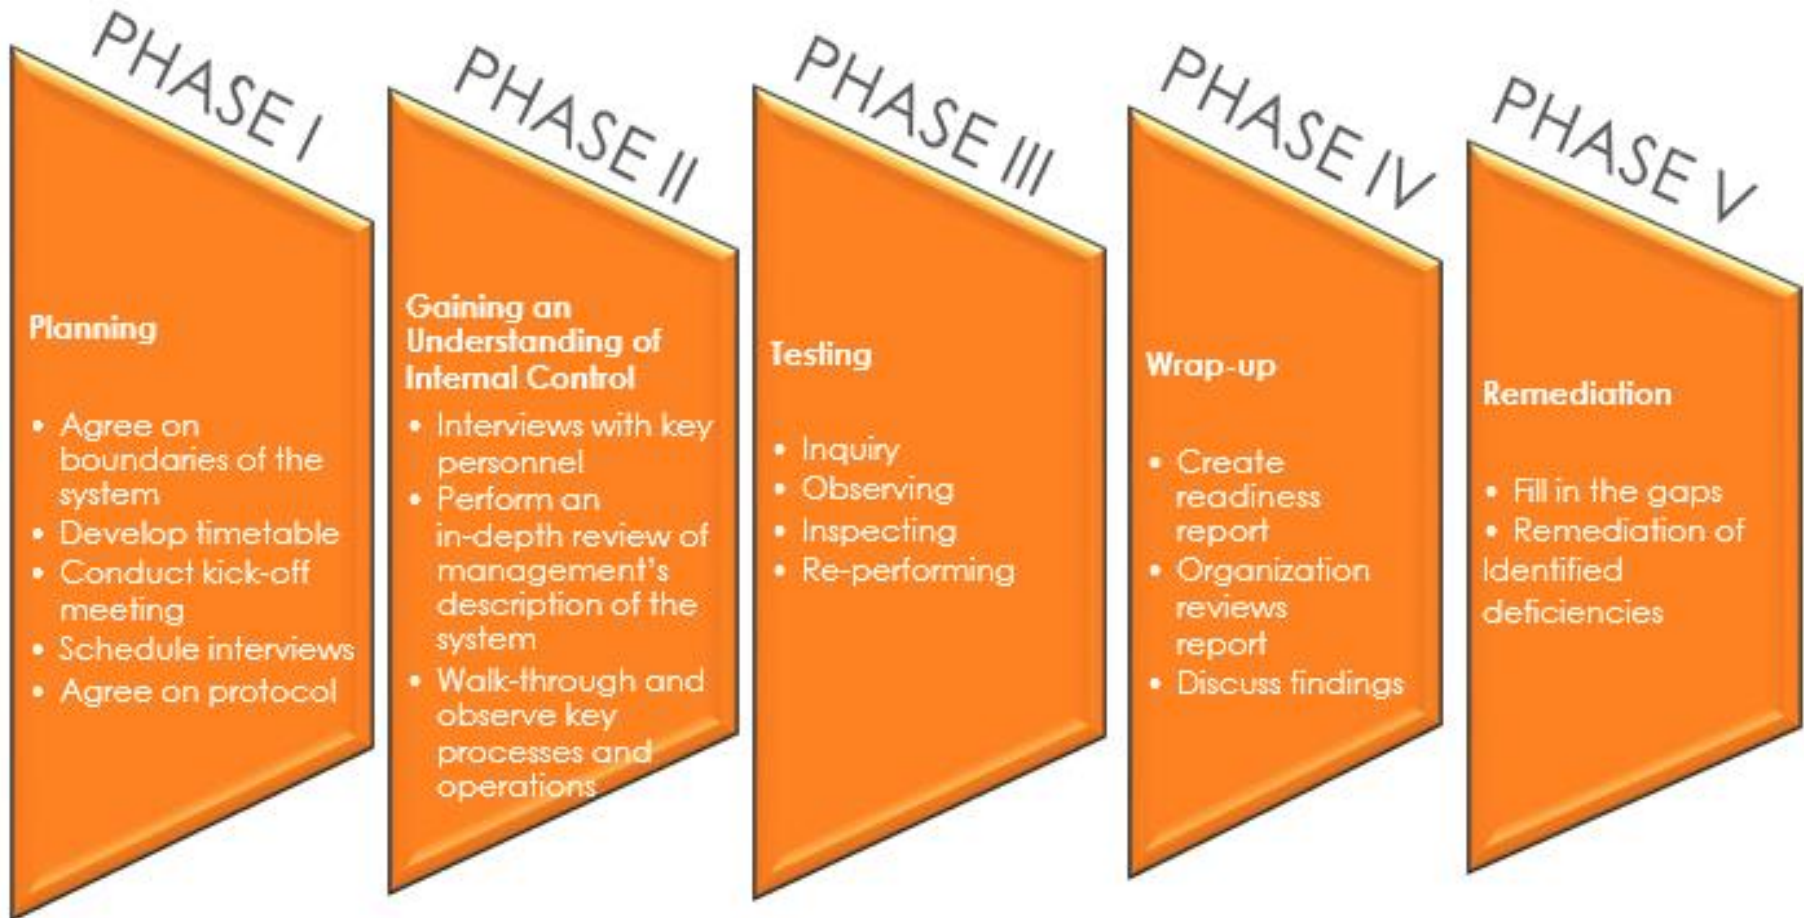 PHASE I
Planning
• Agree on
boundaries of the
system
• Develop timetable
• Conduct kick-off
meeting
• Schedule interviews
• Agree on protocol
PHASE II
Gaining an
Understanding of
Internal Control
• Interviews with key
personnel
• Perform an
in-depth review of
management's
description of the
system
• Walk-through and
observe key
processes and
operations
PHASE III
Testing
• Inquiry
• Observing
• Inspecting
• Re-performing
PHASE IV
Wrap-up
• Create
readiness
report
• Organization
reviews
report
• Discuss findings
PHASE V
Remediation
• Fill in the gaps
• Remediation of
Identified
deficiencies